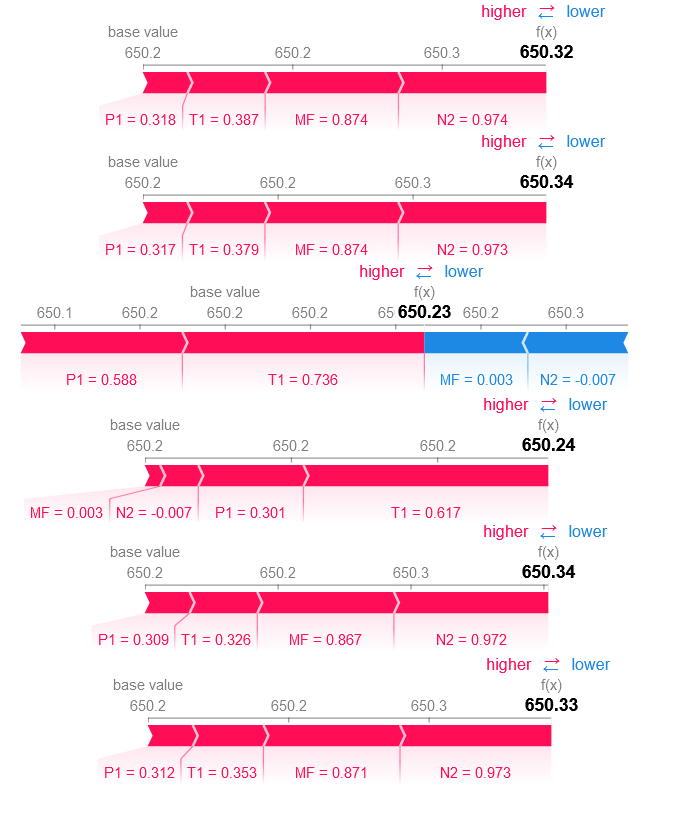 higher ⇄ lower
base value f(x)
650.2 650.2 650.3 650.32
P1 = 0.318 T1 = 0.387 MF = 0.874 N2 = 0.974
higher ⇄ lower
base value f(x)
650.2 650.2 650.3 650.34
P1 = 0.317 T1 = 0.379 MF = 0.874 N2 = 0.973
higher ⇄ lower
base value f(x)
650.1 650.2 650.2 650.2 65 650.23 650.2 650.3
P1 = 0.588 T1 = 0.736 MF = 0.003 N2 = -0.007
higher ⇄ lower
base value f(x)
650.2 650.2 650.2 650.24
MF = 0.003 N2 = -0.007 P1 = 0.301 T1 = 0.617
higher ⇄ lower
base value f(x)
650.2 650.2 650.3 650.34
P1 = 0.309 T1 = 0.326 MF = 0.867 N2 = 0.972
higher ⇄ lower
base value f(x)
650.2 650.2 650.3 650.33
P1 = 0.312 T1 = 0.353 MF = 0.871 N2 = 0.973